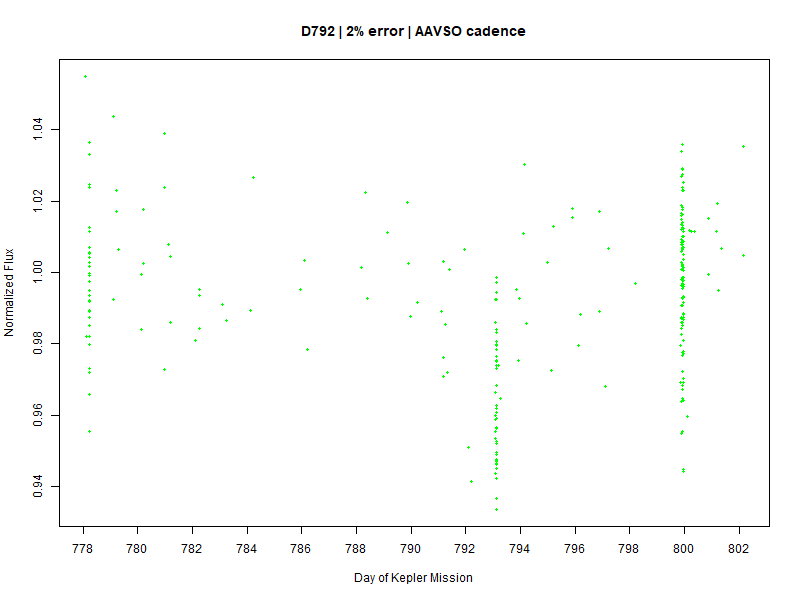 D792 | 2% error | AAVSO cadence
Normalized Flux
1.04
1.02
1.00
0.98
0.96
0.94
778 780 782 784 786 788 790 792 794 796 798 800 802
Day of Kepler Mission